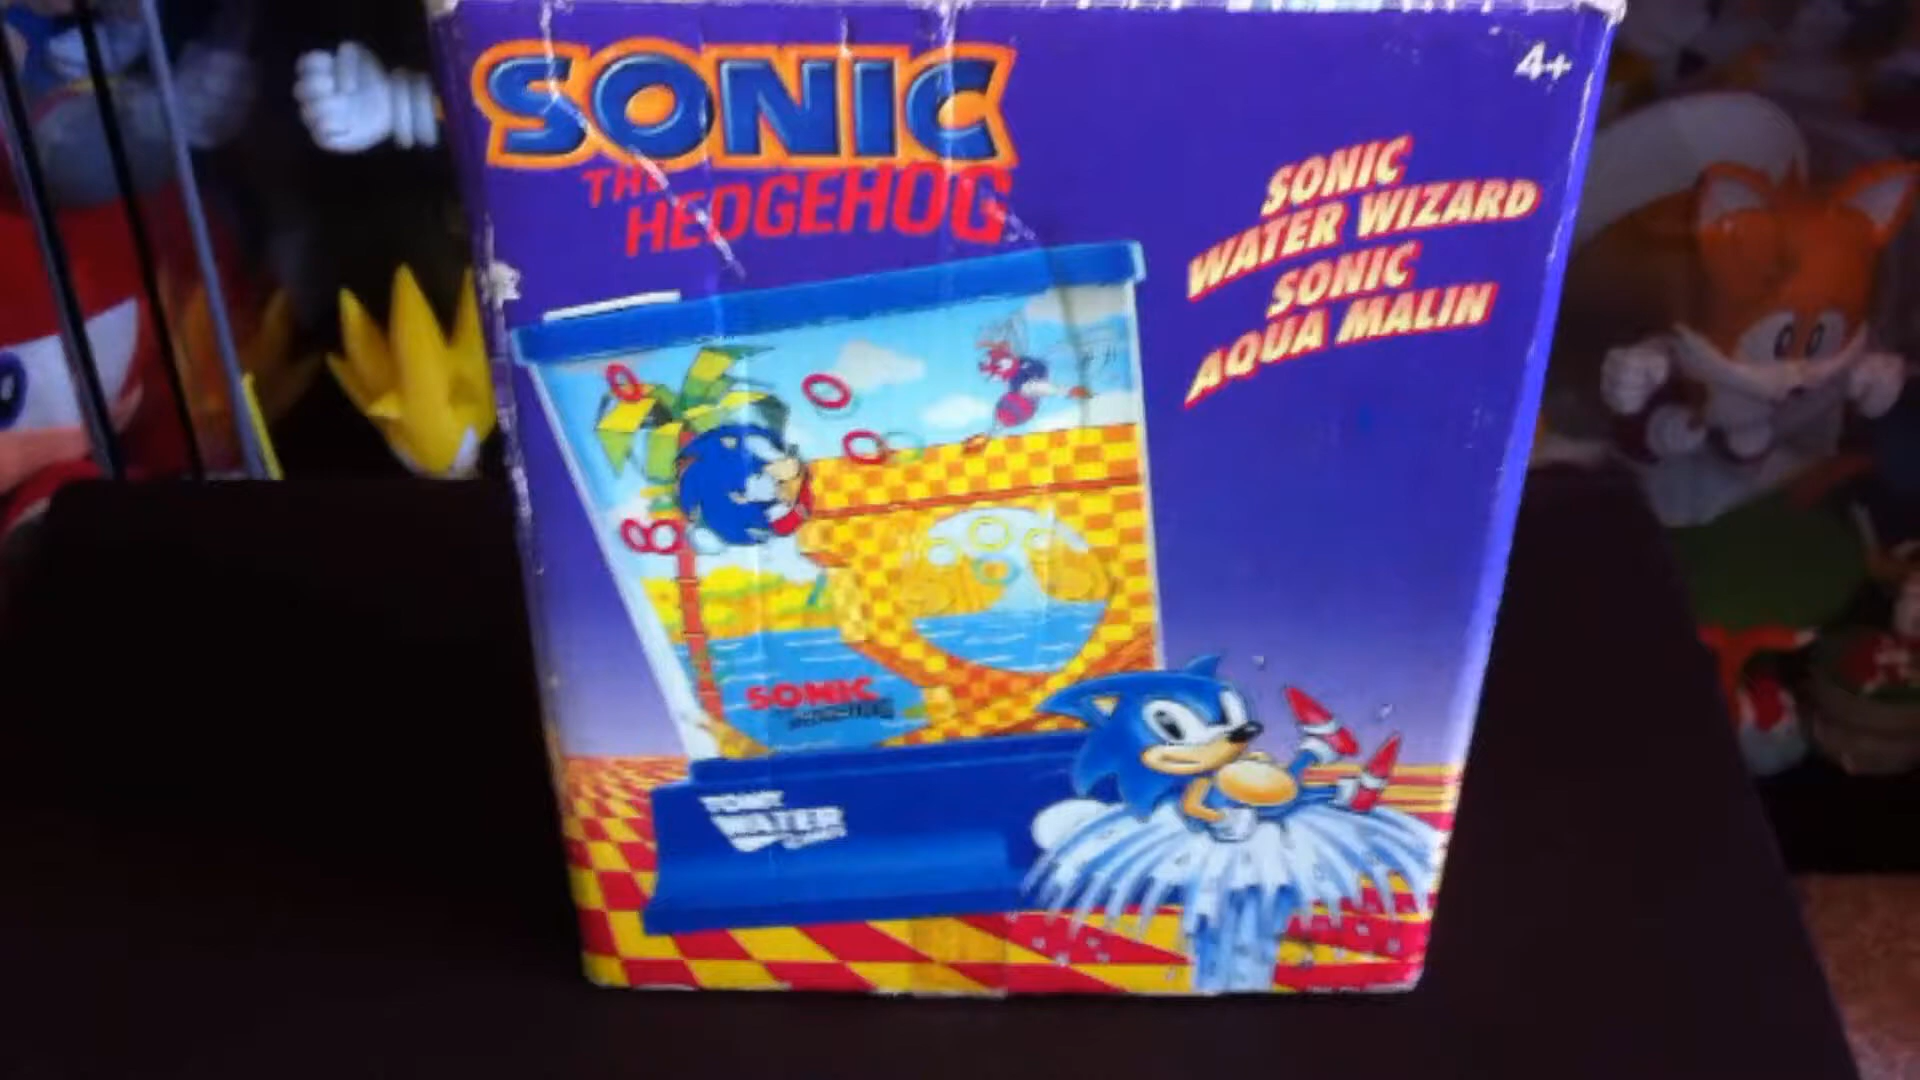 SONIC
THE
HEDGEHOG
4+
SONIC
WATER WIZARD
SONIC
AQUA MALIN
SONIC
TOMY
WATER